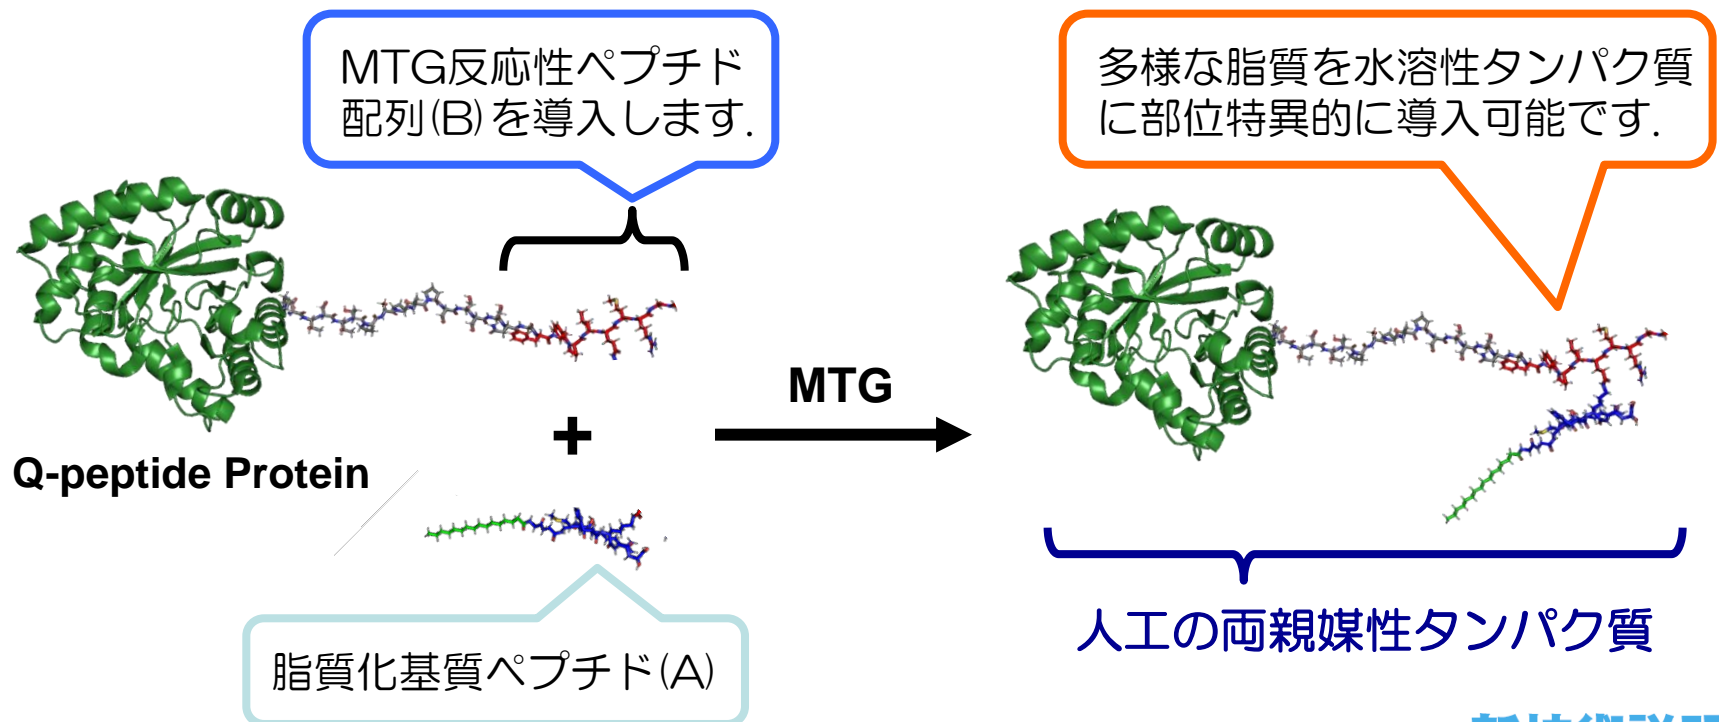 MTG反応性ペプチド
配列(B)を導入します.
多様な脂質を水溶性タンパク質
に部位特異的に導入可能です.
MTG
+
Q-peptide Protein
脂質化基質ペプチド(A)
人工の両親媒性タンパク質